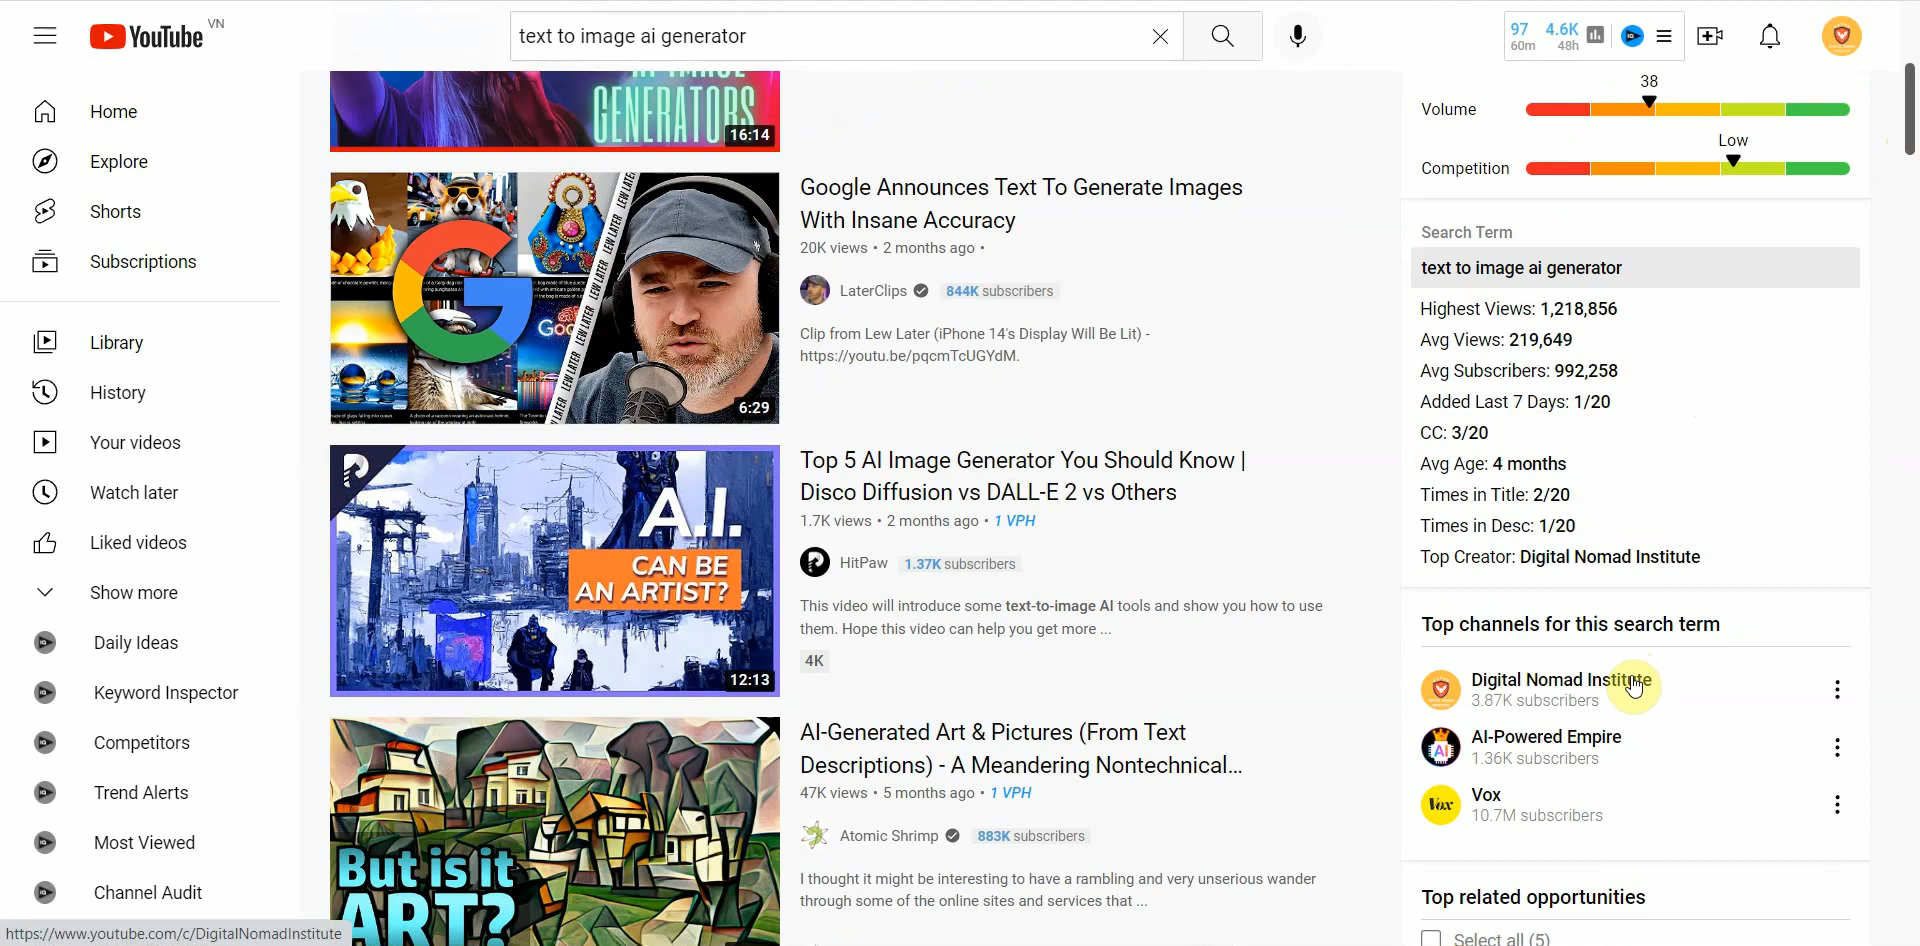 YouTube VN
text to image ai generator
97 4.6K
60m 48h
Home
Explore
Shorts
Subscriptions
Library
History
Your videos
Watch later
Liked videos
Show more
Daily Ideas
Keyword Inspector
Competitors
Trend Alerts
Most Viewed
Channel Audit
https://www.youtube.com/c/DigitalNomadInstitute
AI IMAGE
GENERATORS
16:14
LEW LATER LEW LATER LEW LATER
6:29
Google Announces Text To Generate Images
With Insane Accuracy
20K views • 2 months ago •
LaterClips 844K subscribers
Clip from Lew Later (iPhone 14's Display Will Be Lit) -
https://youtu.be/pqcmTcUGYdM.
A.I.
CAN BE
AN ARTIST?
12:13
Top 5 AI Image Generator You Should Know |
Disco Diffusion vs DALL-E 2 vs Others
1.7K views • 2 months ago • 1 VPH
HitPaw 1.37K subscribers
This video will introduce some text-to-image AI tools and show you how to use
them. Hope this video can help you get more ...
4K
But is it
ART?
AI-Generated Art & Pictures (From Text
Descriptions) - A Meandering Nontechnical...
47K views • 5 months ago • 1 VPH
Atomic Shrimp 883K subscribers
I thought it might be interesting to have a rambling and very unserious wander
through some of the online sites and services that ...
38
Volume
Low
Competition
Search Term
text to image ai generator
Highest Views: 1,218,856
Avg Views: 219,649
Avg Subscribers: 992,258
Added Last 7 Days: 1/20
CC: 3/20
Avg Age: 4 months
Times in Title: 2/20
Times in Desc: 1/20
Top Creator: Digital Nomad Institute
Top channels for this search term
Digital Nomad Institute
3.87K subscribers
AI-Powered Empire
1.36K subscribers
Vox
10.7M subscribers
Top related opportunities
Select all (5)